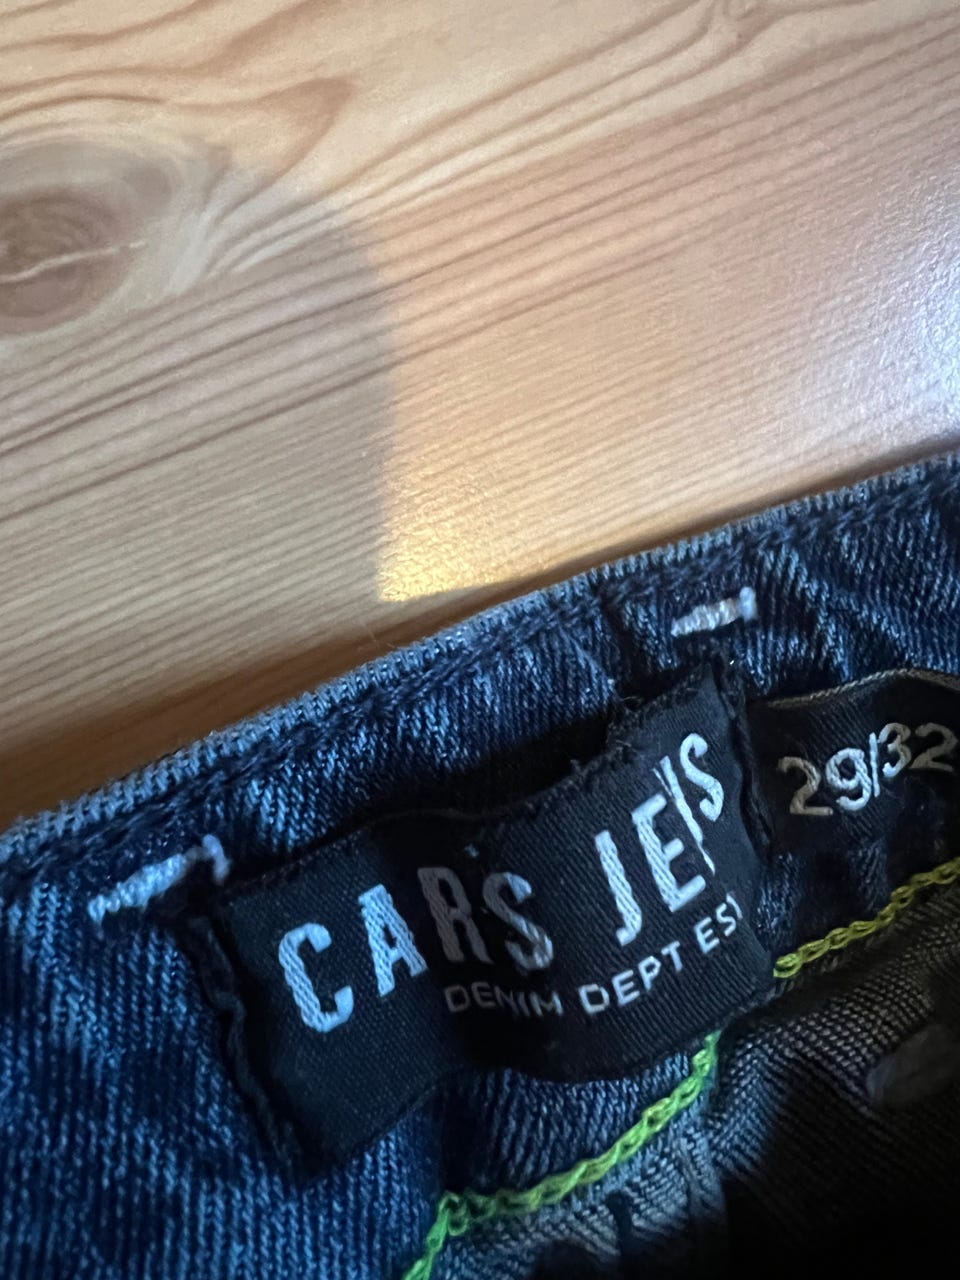 CARS JE
DENIM DEPT ES
29/32